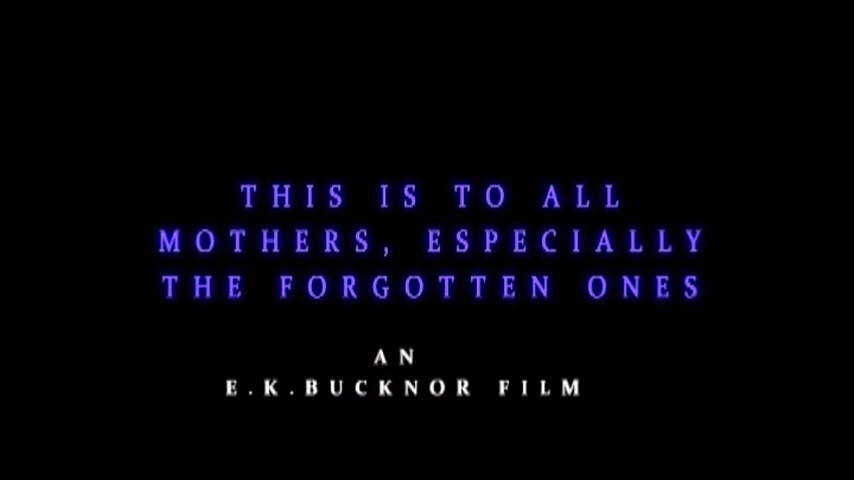 THIS IS TO ALL
MOTHERS, ESPECIALLY
THE FORGOTTEN ONES
AN
E.K.BUCKNOR FILM